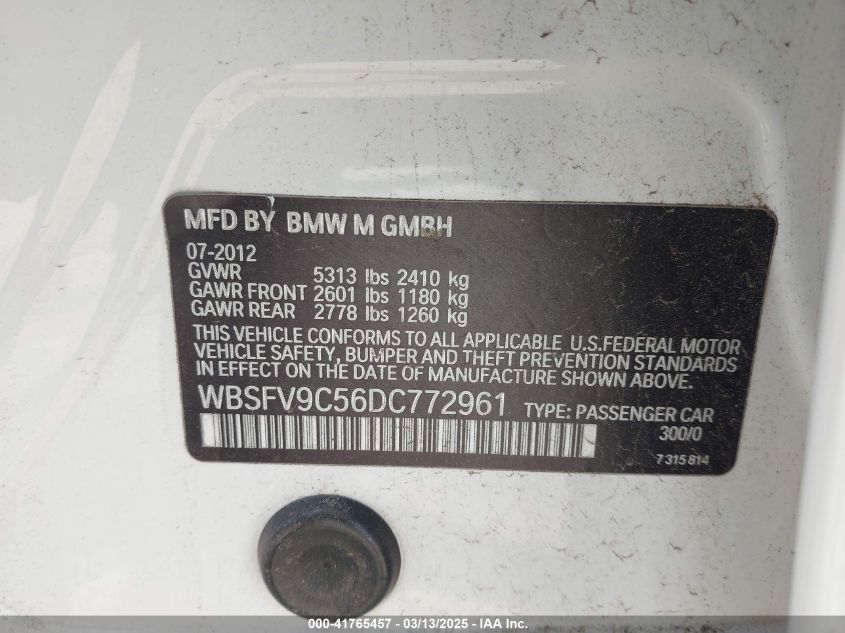 MFD BY BMW M GMBH
07-2012
GVWR 5313 lbs 2410 kg
GAWR FRONT 2601 lbs 1180 kg
GAWR REAR 2778 lbs 1260 kg
THIS VEHICLE CONFORMS TO ALL APPLICABLE U.S.FEDERAL MOTOR
VEHICLE SAFETY, BUMPER AND THEFT PREVENTION STANDARDS
IN EFFECT ON THE DATE OF MANUFACTURE SHOWN ABOVE.
WBSFV9C56DC772961 TYPE: PASSENGER CAR
300/0
7 315 814
000-41765457 - 03/13/2025 - IAAI, Inc.